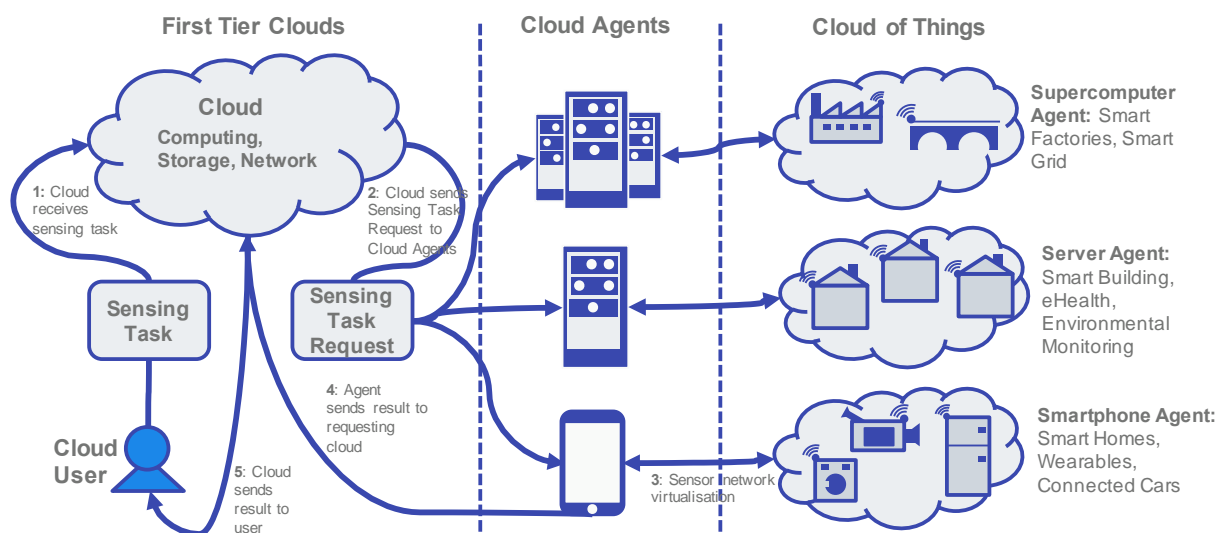 First Tier Clouds
Cloud Agents
Cloud of Things
Cloud
Computing,
Storage, Network
1: Cloud
receives
sensing task
2: Cloud sends
Sensing Task
Request to
Cloud Agents
Sensing
Task
Sensing
Task
Request
4: Agent
sends result to
requesting
cloud
Cloud
User
5: Cloud
sends
result to
user
3: Sensor network
virtualisation
Supercomputer
Agent: Smart
Factories, Smart
Grid
Server Agent:
Smart Building,
eHealth,
Environmental
Monitoring
Smartphone Agent:
Smart Homes,
Wearables,
Connected Cars